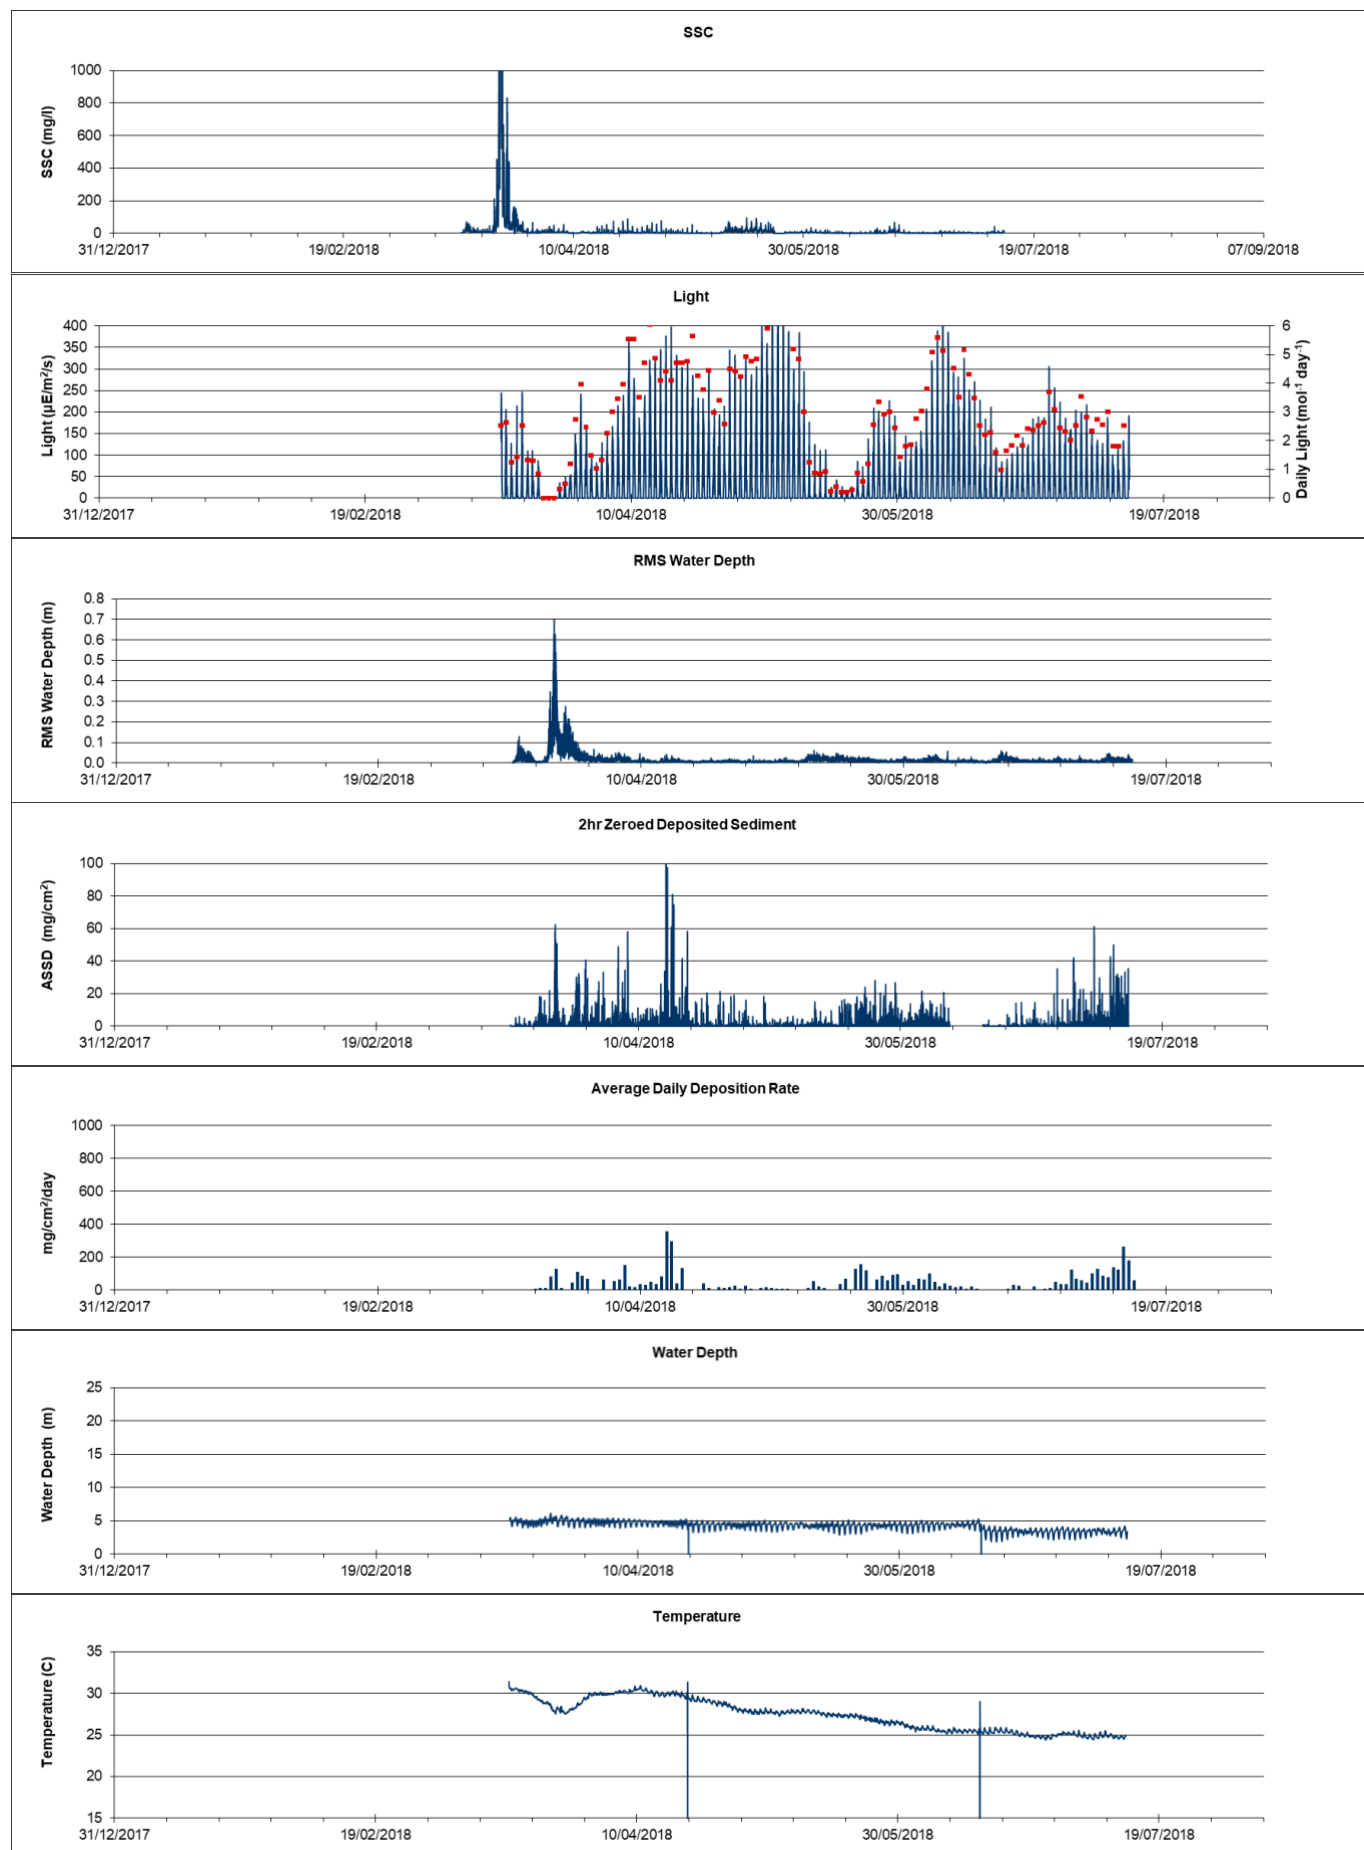 SSC
SSC (mg/l)
1000
800
600
400
200
0
31/12/2017 19/02/2018 10/04/2018 30/05/2018 19/07/2018 07/09/2018
Light
Light (µE/m²/s)
400
350
300
250
200
150
100
50
0
6
5
4
3
2
1
0
Daily Light (mol⁻¹ day⁻¹)
31/12/2017 19/02/2018 10/04/2018 30/05/2018 19/07/2018
RMS Water Depth
RMS Water Depth (m)
0.8
0.7
0.6
0.5
0.4
0.3
0.2
0.1
0.0
31/12/2017 19/02/2018 10/04/2018 30/05/2018 19/07/2018
2hr Zeroed Deposited Sediment
ASSD (mg/cm²)
100
80
60
40
20
0
31/12/2017 19/02/2018 10/04/2018 30/05/2018 19/07/2018
Average Daily Deposition Rate
mg/cm²/day
1000
800
600
400
200
0
31/12/2017 19/02/2018 10/04/2018 30/05/2018 19/07/2018
Water Depth
Water Depth (m)
25
20
15
10
5
0
31/12/2017 19/02/2018 10/04/2018 30/05/2018 19/07/2018
Temperature
Temperature (C)
35
30
25
20
15
31/12/2017 19/02/2018 10/04/2018 30/05/2018 19/07/2018